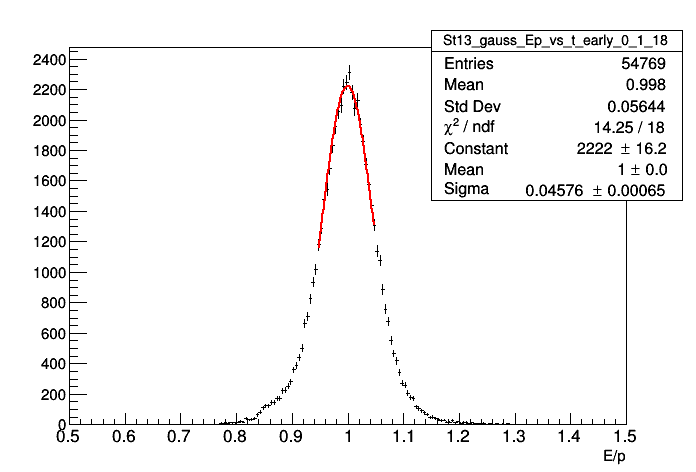 St13_gauss_Ep_vs_t_early_0_1_18
Entries 54769
Mean 0.998
Std Dev 0.05644
χ² / ndf 14.25 / 18
Constant 2222 ± 16.2
Mean 1 ± 0.0
Sigma 0.04576 ± 0.00065
2400
2200
2000
1800
1600
1400
1200
1000
800
600
400
200
0
0.5 0.6 0.7 0.8 0.9 1 1.1 1.2 1.3 1.4 1.5
E/p